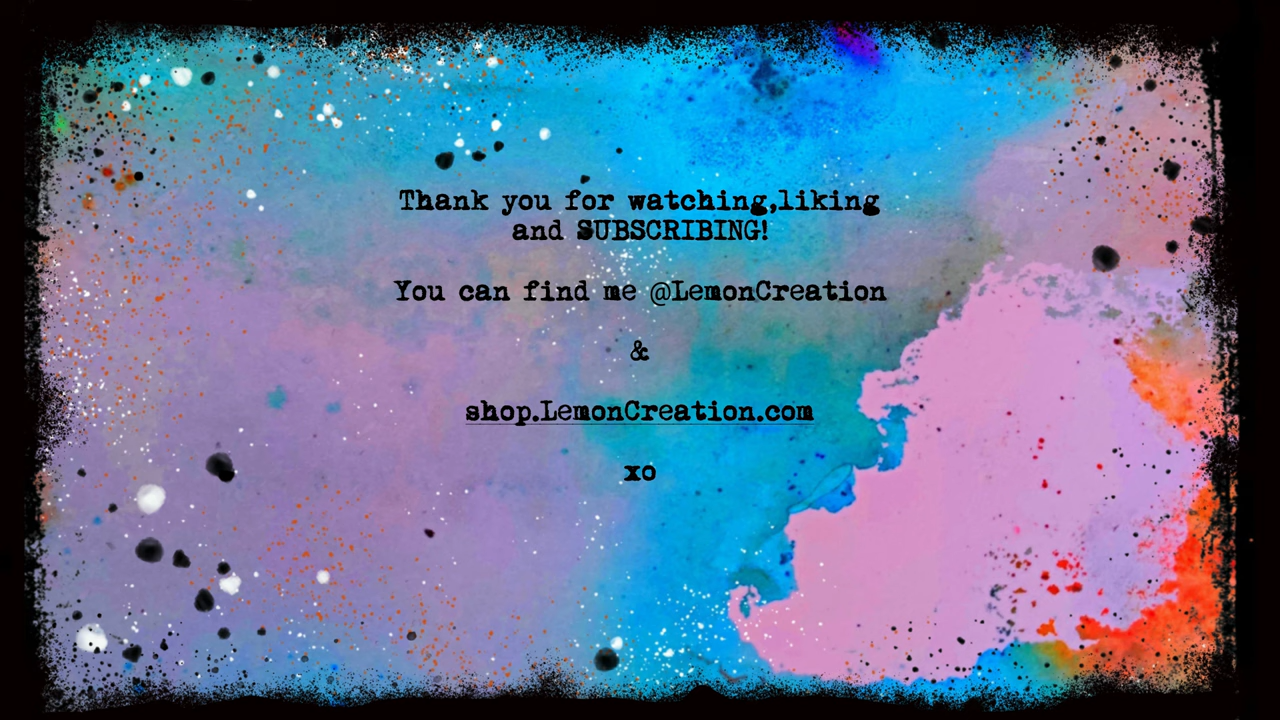 Thank you for watching,liking
and SUBSCRIBING!
You can find me @LemonCreation
&
shop.LemonCreation.com
xo